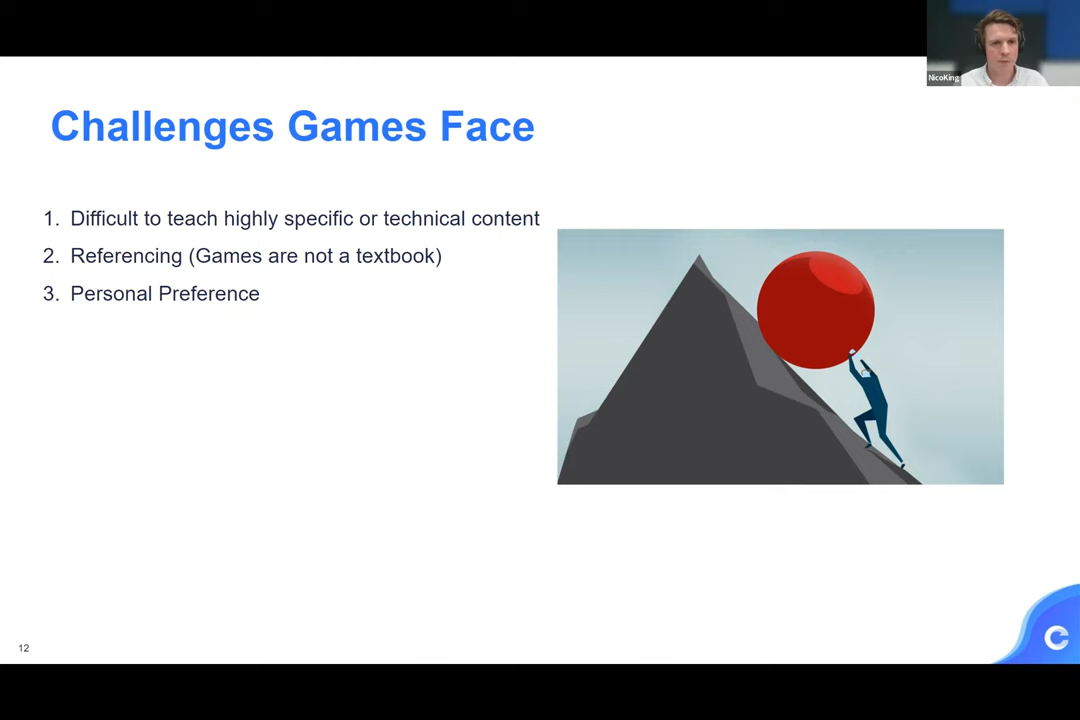 NicoKing
Challenges Games Face
1. Difficult to teach highly specific or technical content
2. Referencing (Games are not a textbook)
3. Personal Preference
12